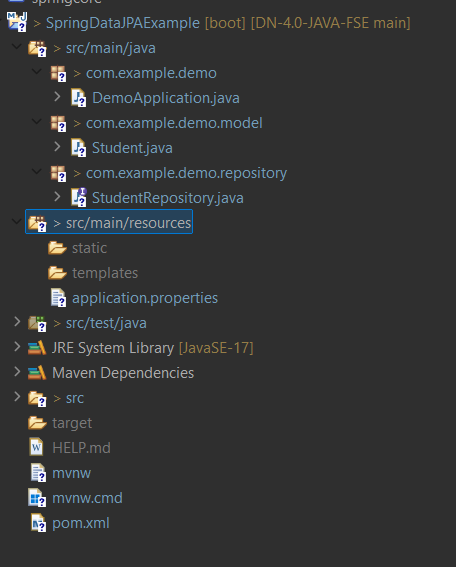 springcore
> SpringDataJPAExample [boot] [DN-4.0-JAVA-FSE main]
> src/main/java
> com.example.demo
DemoApplication.java
> com.example.demo.model
Student.java
> com.example.demo.repository
StudentRepository.java
> src/main/resources
static
templates
application.properties
> src/test/java
JRE System Library [JavaSE-17]
Maven Dependencies
> src
target
HELP.md
mvnw
mvnw.cmd
pom.xml